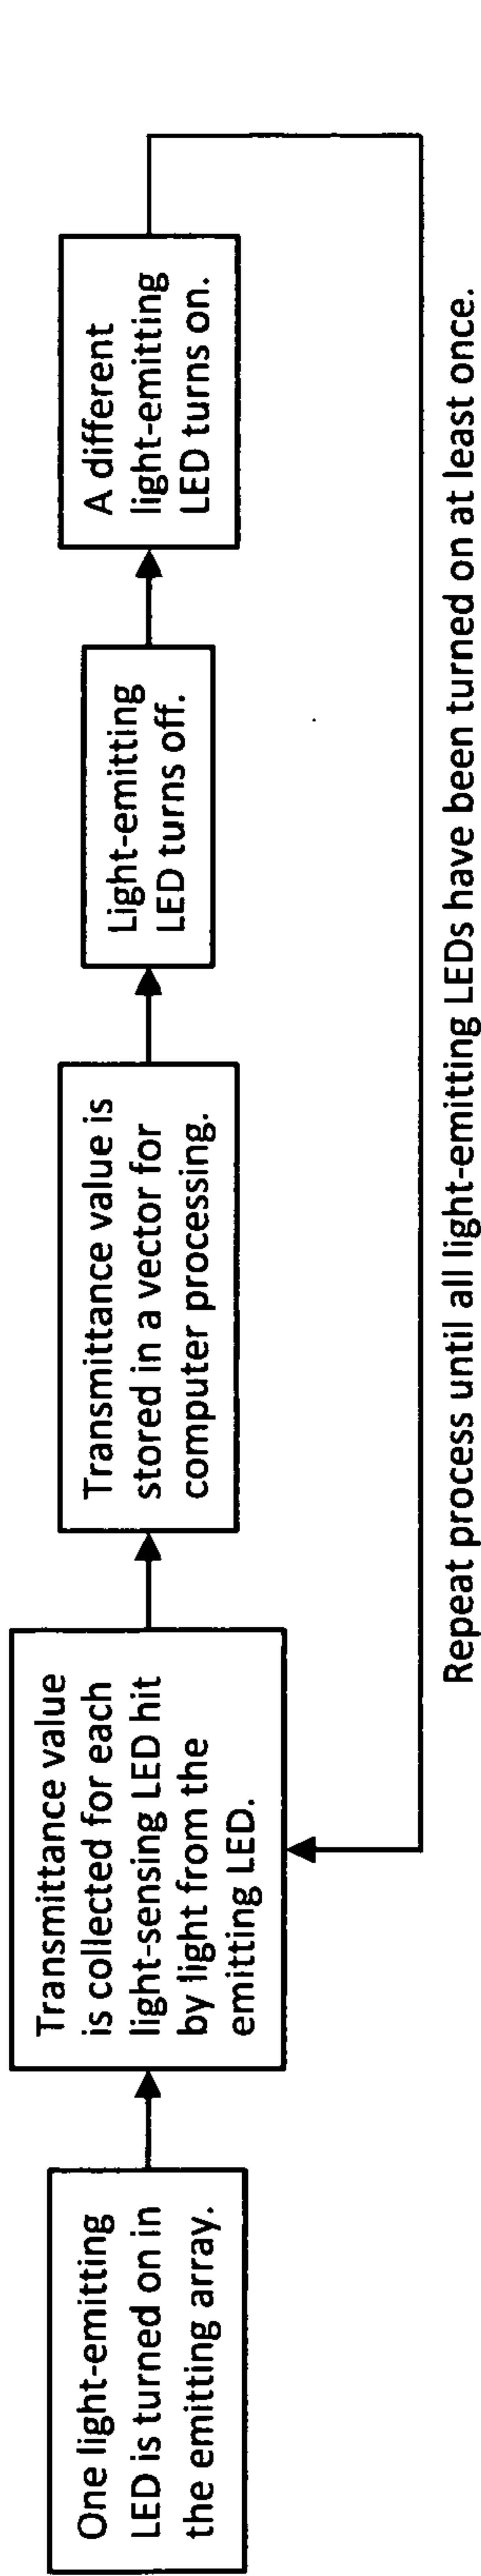 One light-emitting
LED is turned on in
the emitting array.
Transmittance value
is collected for each
light-sensing LED hit
by light from the
emitting LED.
Transmittance value is
stored in a vector for
computer processing.
Light-emitting
LED turns off.
A different
light-emitting
LED turns on.
Repeat process until all light-emitting LEDs have been turned on at least once.